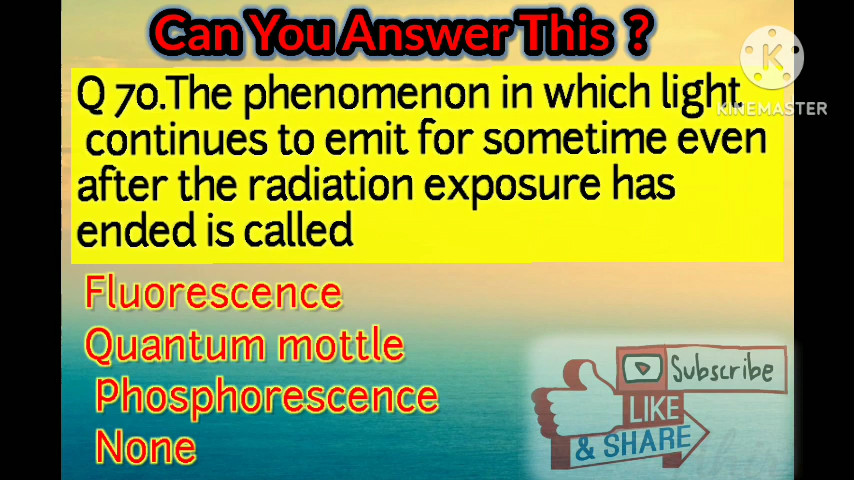 Can You Answer This ?
Q 70.The phenomenon in which light
KINEMASTER
continues to emit for sometime even
after the radiation exposure has
ended is called
Fluorescence
Quantum mottle
Phosphorescence
None
Subscribe
LIKE
& SHARE